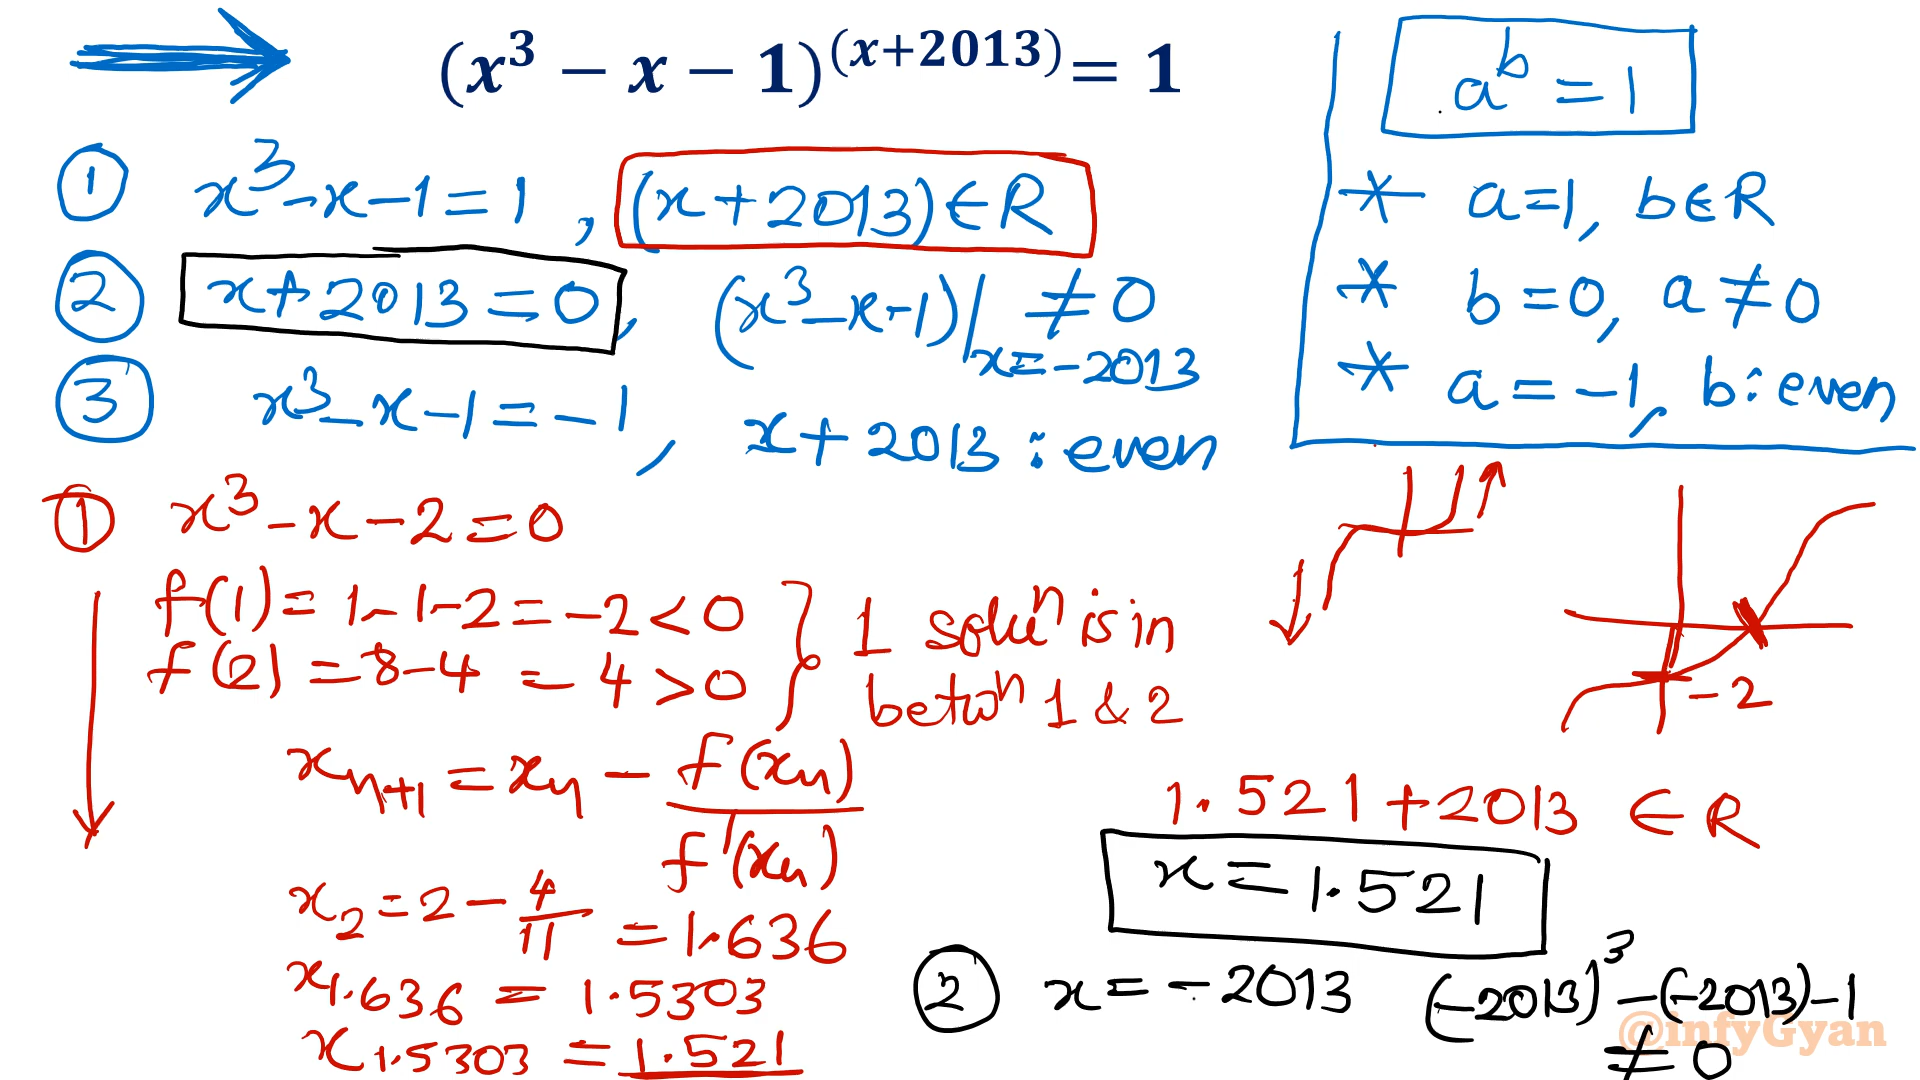 (x³ − x − 1)^(x+2013) = 1
a^b = 1
* a=1, b∈R
* b=0, a≠0
* a=−1, b:even
① x³−x−1=1, (x+2013)∈R
② x+2013=0, (x³−x−1)|x=−2013 ≠0
③ x³−x−1=−1, x+2013:even
① x³−x−2=0
f(1)=1−1−2=−2<0
f(2)=8−4=4>0
} 1 soluⁿ is in
betwⁿ 1 & 2
−2
xₙ₊₁ = xₙ − f(xₙ)/f'(xₙ)
x₂=2−4/11=1.636
x₁.₆₃₆=1.5303
x₁.₅₃₀₃=1.521
1.521+2013 ∈ R
x=1.521
② x=−2013 (−2013)³−(−2013)−1
≠0
@infyGyan